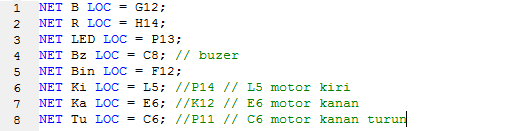 1 NET B LOC = G12;
2 NET R LOC = H14;
3 NET LED LOC = P13;
4 NET Bz LOC = C8; // buzer
5 NET Bin LOC = F12;
6 NET Ki LOC = L5; //P14 // L5 motor kiri
7 NET Ka LOC = E6; //K12 // E6 motor kanan
8 NET Tu LOC = C6; //P11 // C6 motor kanan turun